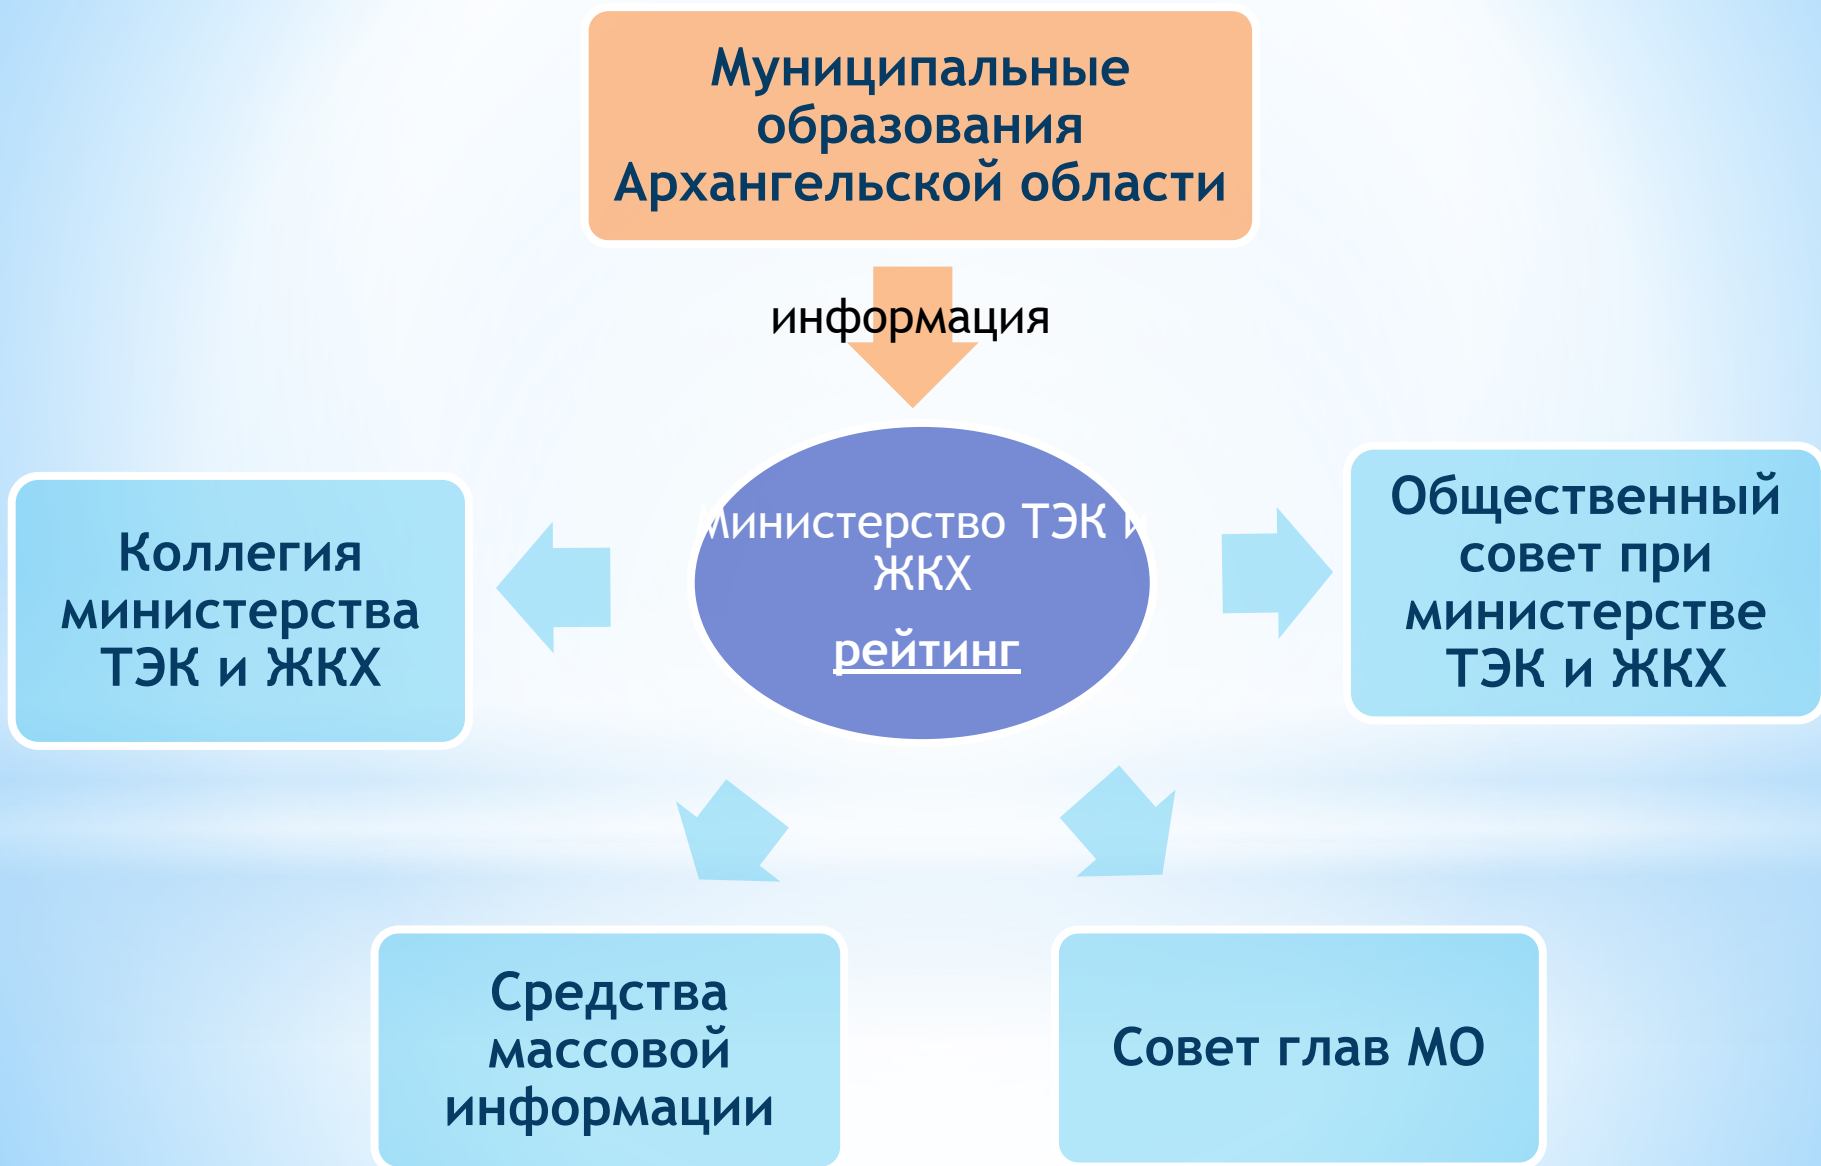 Муниципальные
образования
Архангельской области
информация
Министерство ТЭК и
ЖКХ
рейтинг
Коллегия
министерства
ТЭК и ЖКХ
Общественный
совет при
министерстве
ТЭК и ЖКХ
Средства
массовой
информации
Совет глав МО